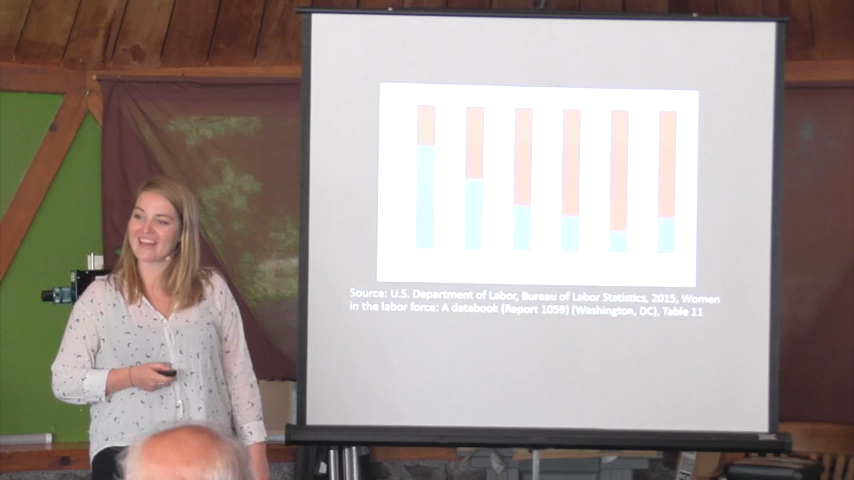 Source: U.S. Department of Labor, Bureau of Labor Statistics, 2015, Women
in the labor force: A databook (Report 1059) (Washington, DC), Table 11